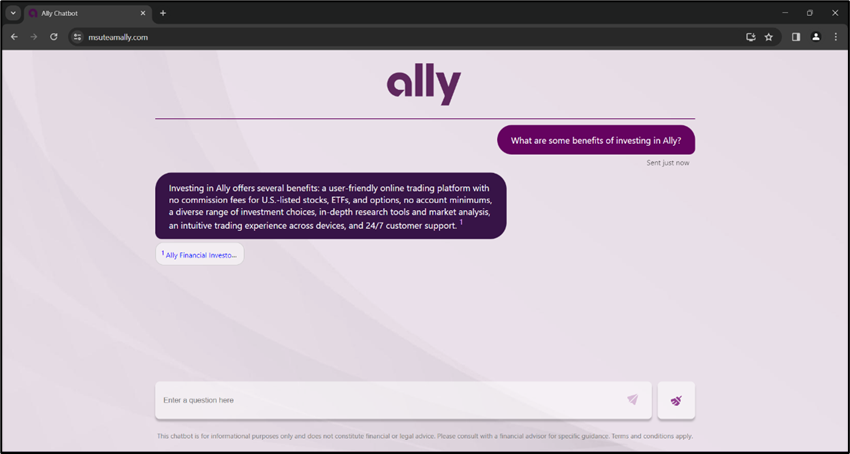 Ally Chatbot
msuteamally.com
ally
What are some benefits of investing in Ally?
Sent just now
Investing in Ally offers several benefits: a user-friendly online trading platform with
no commission fees for U.S.-listed stocks, ETFs, and options, no account minimums,
a diverse range of investment choices, in-depth research tools and market analysis,
an intuitive trading experience across devices, and 24/7 customer support. 1
1 Ally Financial Investo...
Enter a question here
This chatbot is for informational purposes only and does not constitute financial or legal advice. Please consult with a financial advisor for specific guidance. Terms and conditions apply.